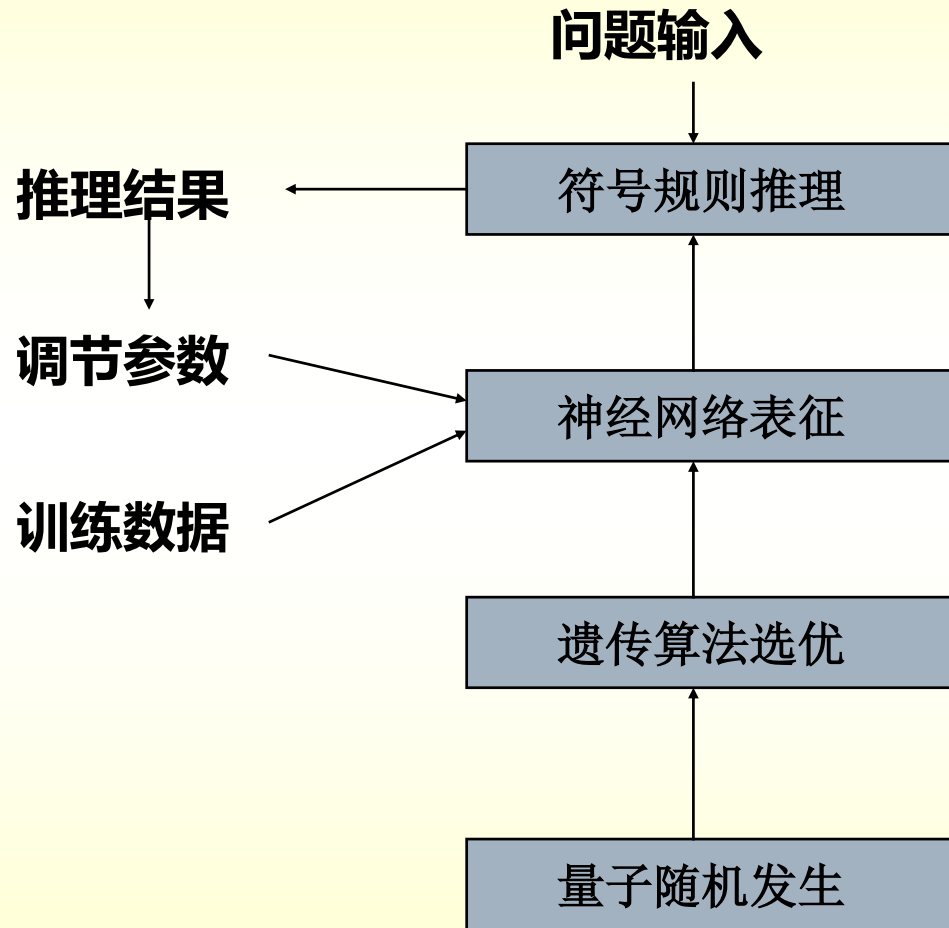 问题输入
符号规则推理
推理结果
调节参数
神经网络表征
训练数据
遗传算法选优
量子随机发生